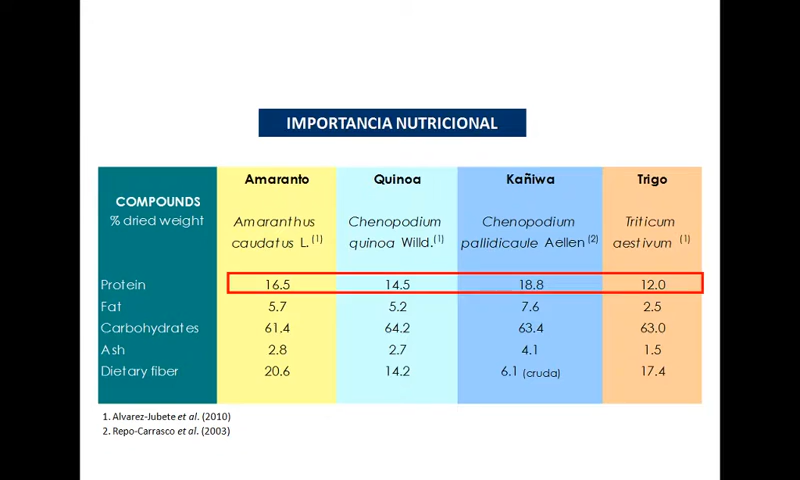 IMPORTANCIA NUTRICIONAL
COMPOUNDS
% dried weight
Amaranto Quinoa Kañiwa Trigo
Amaranthus Chenopodium Chenopodium Triticum
caudatus L. (1) quinoa Willd.(1) pallidicaule Aellen (2) aestivum (1)
Protein 16.5 14.5 18.8 12.0
Fat 5.7 5.2 7.6 2.5
Carbohydrates 61.4 64.2 63.4 63.0
Ash 2.8 2.7 4.1 1.5
Dietary fiber 20.6 14.2 6.1 (cruda) 17.4
1. Alvarez-Jubete et al. (2010)
2. Repo-Carrasco et al. (2003)